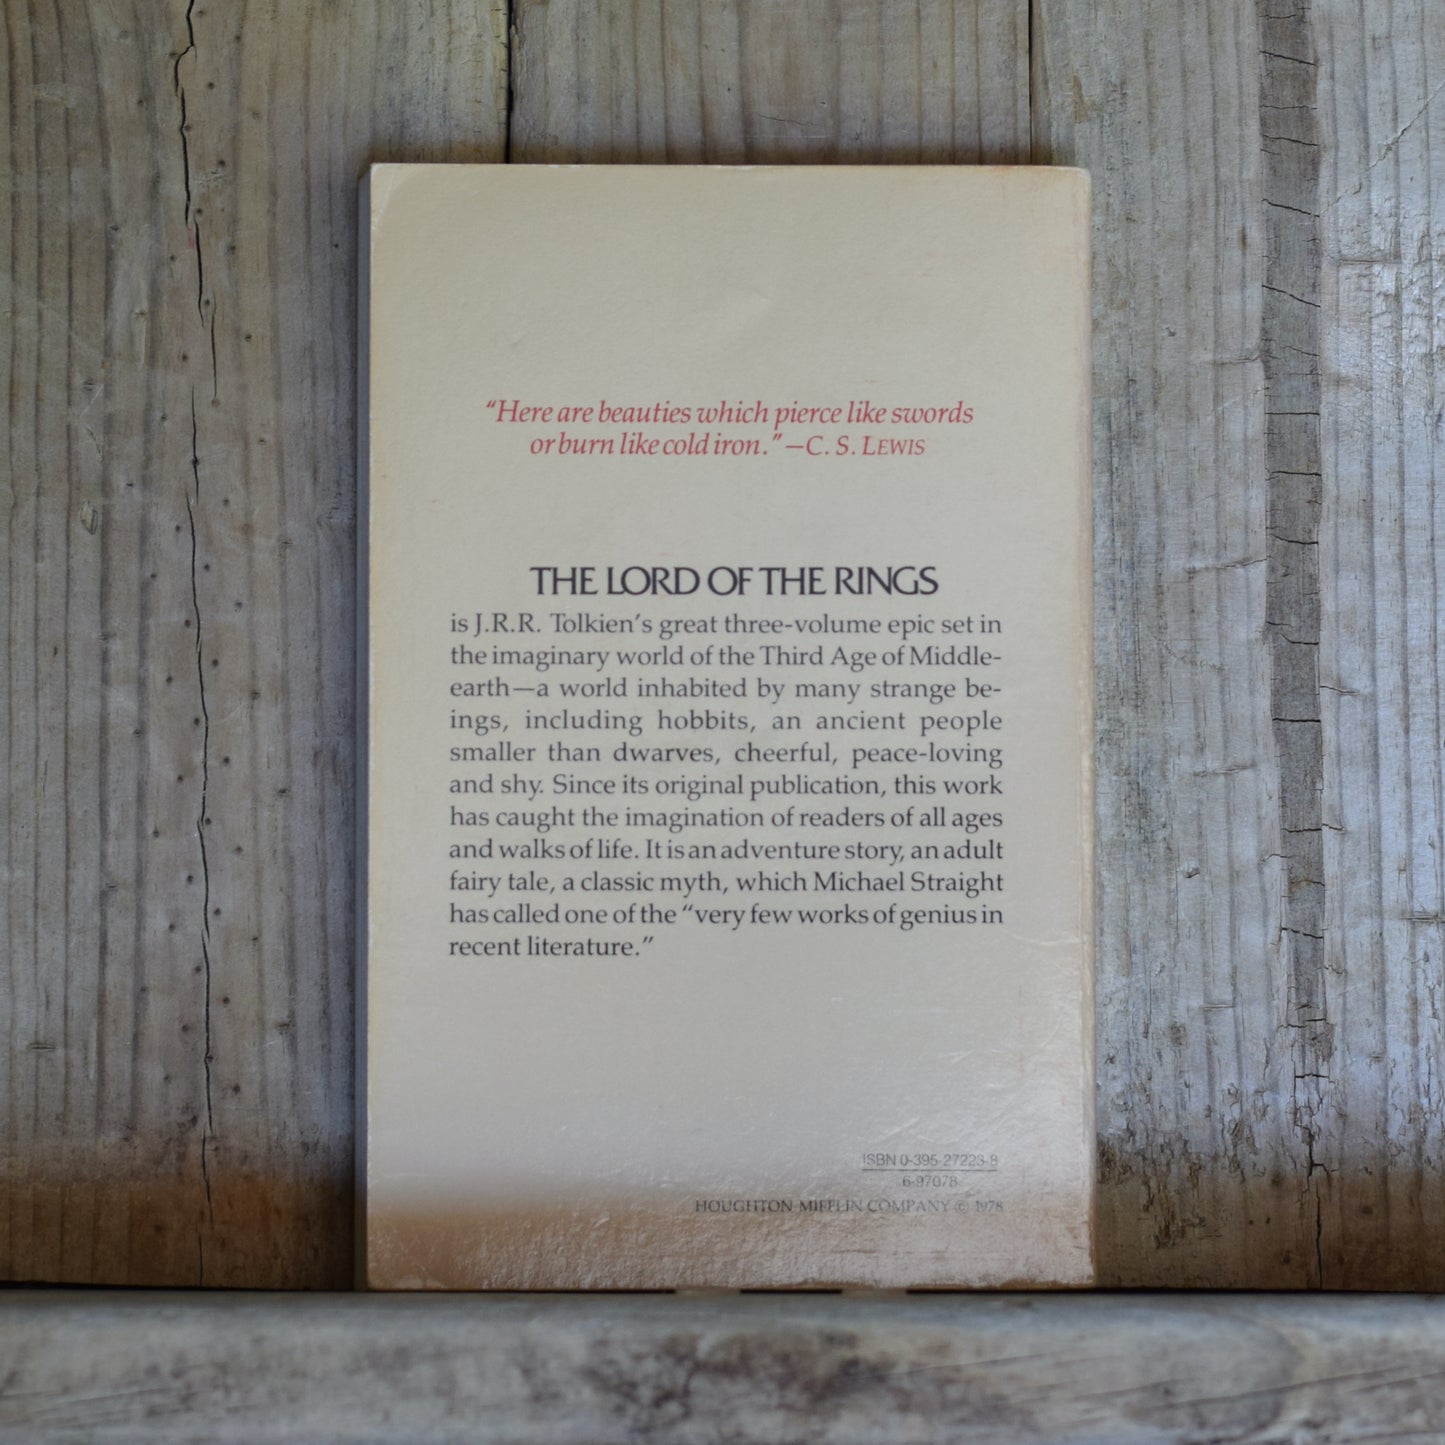 “Here are beauties which pierce like swords
or burn like cold iron.” —C. S. LEWIS
THE LORD OF THE RINGS
is J.R.R. Tolkien’s great three-volume epic set in
the imaginary world of the Third Age of Middle-
earth—a world inhabited by many strange be-
ings, including hobbits, an ancient people
smaller than dwarves, cheerful, peace-loving
and shy. Since its original publication, this work
has caught the imagination of readers of all ages
and walks of life. It is an adventure story, an adult
fairy tale, a classic myth, which Michael Straight
has called one of the “very few works of genius in
recent literature.”
ISBN 0-395-27223-8
6-97078
HOUGHTON MIFFLIN COMPANY © 1978